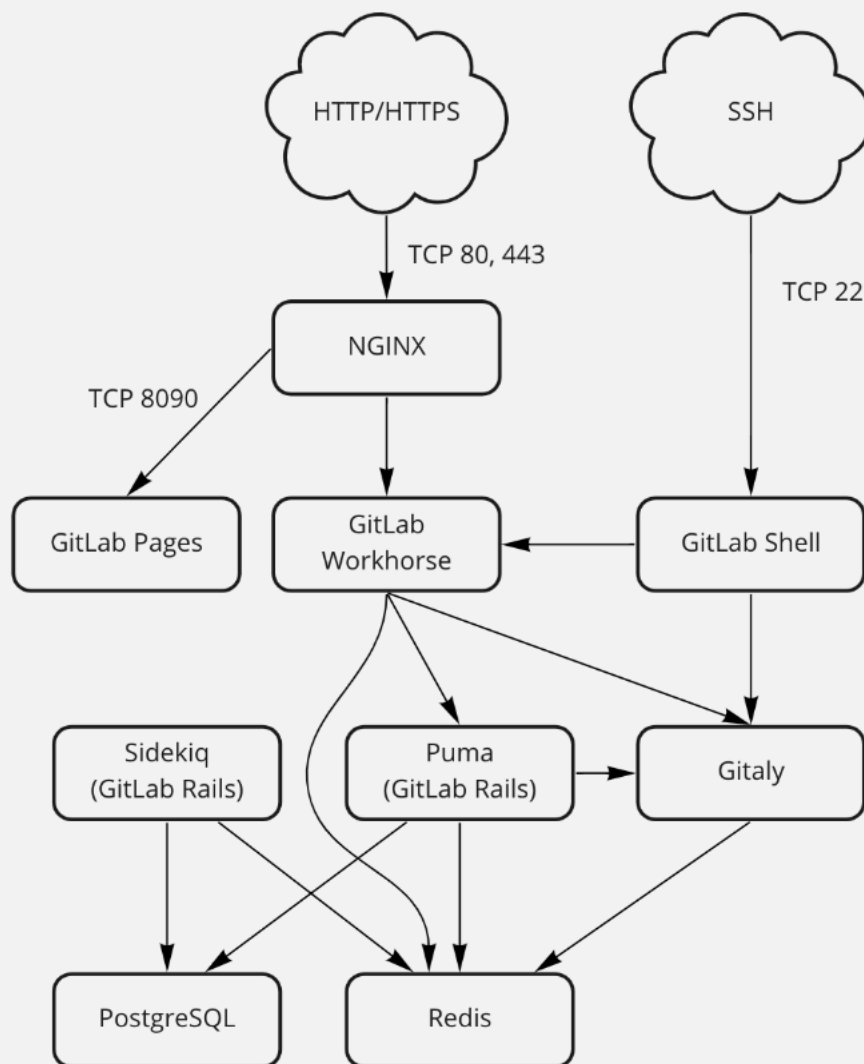 HTTP/HTTPS
SSH
TCP 80, 443
TCP 22
NGINX
TCP 8090
GitLab Pages
GitLab
Workhorse
GitLab Shell
Sidekiq
(GitLab Rails)
Puma
(GitLab Rails)
Gitaly
PostgreSQL
Redis